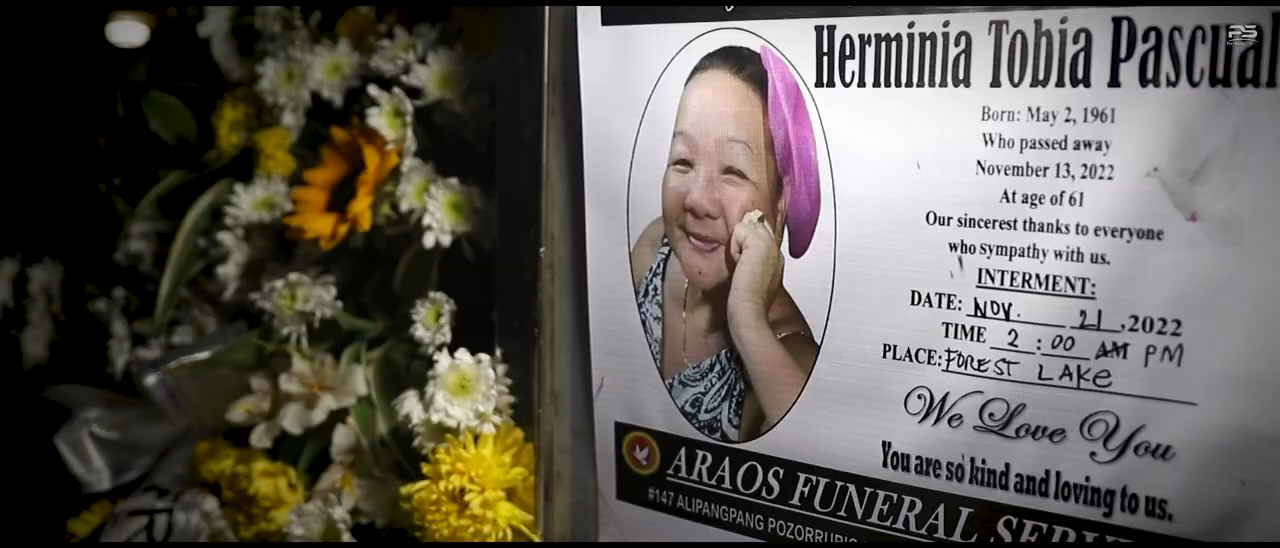 Herminia Tobia Pascual
Born: May 2, 1961
Who passed away
November 13, 2022
At age of 61
Our sincerest thanks to everyone
who sympathy with us.
INTERMENT:
DATE: NOV. 21 ,2022
TIME 2 : 00 AM PM
PLACE: FOREST LAKE
We Love You
You are so kind and loving to us.
ARAOS FUNERAL
#147 ALIPANGPANG
PS